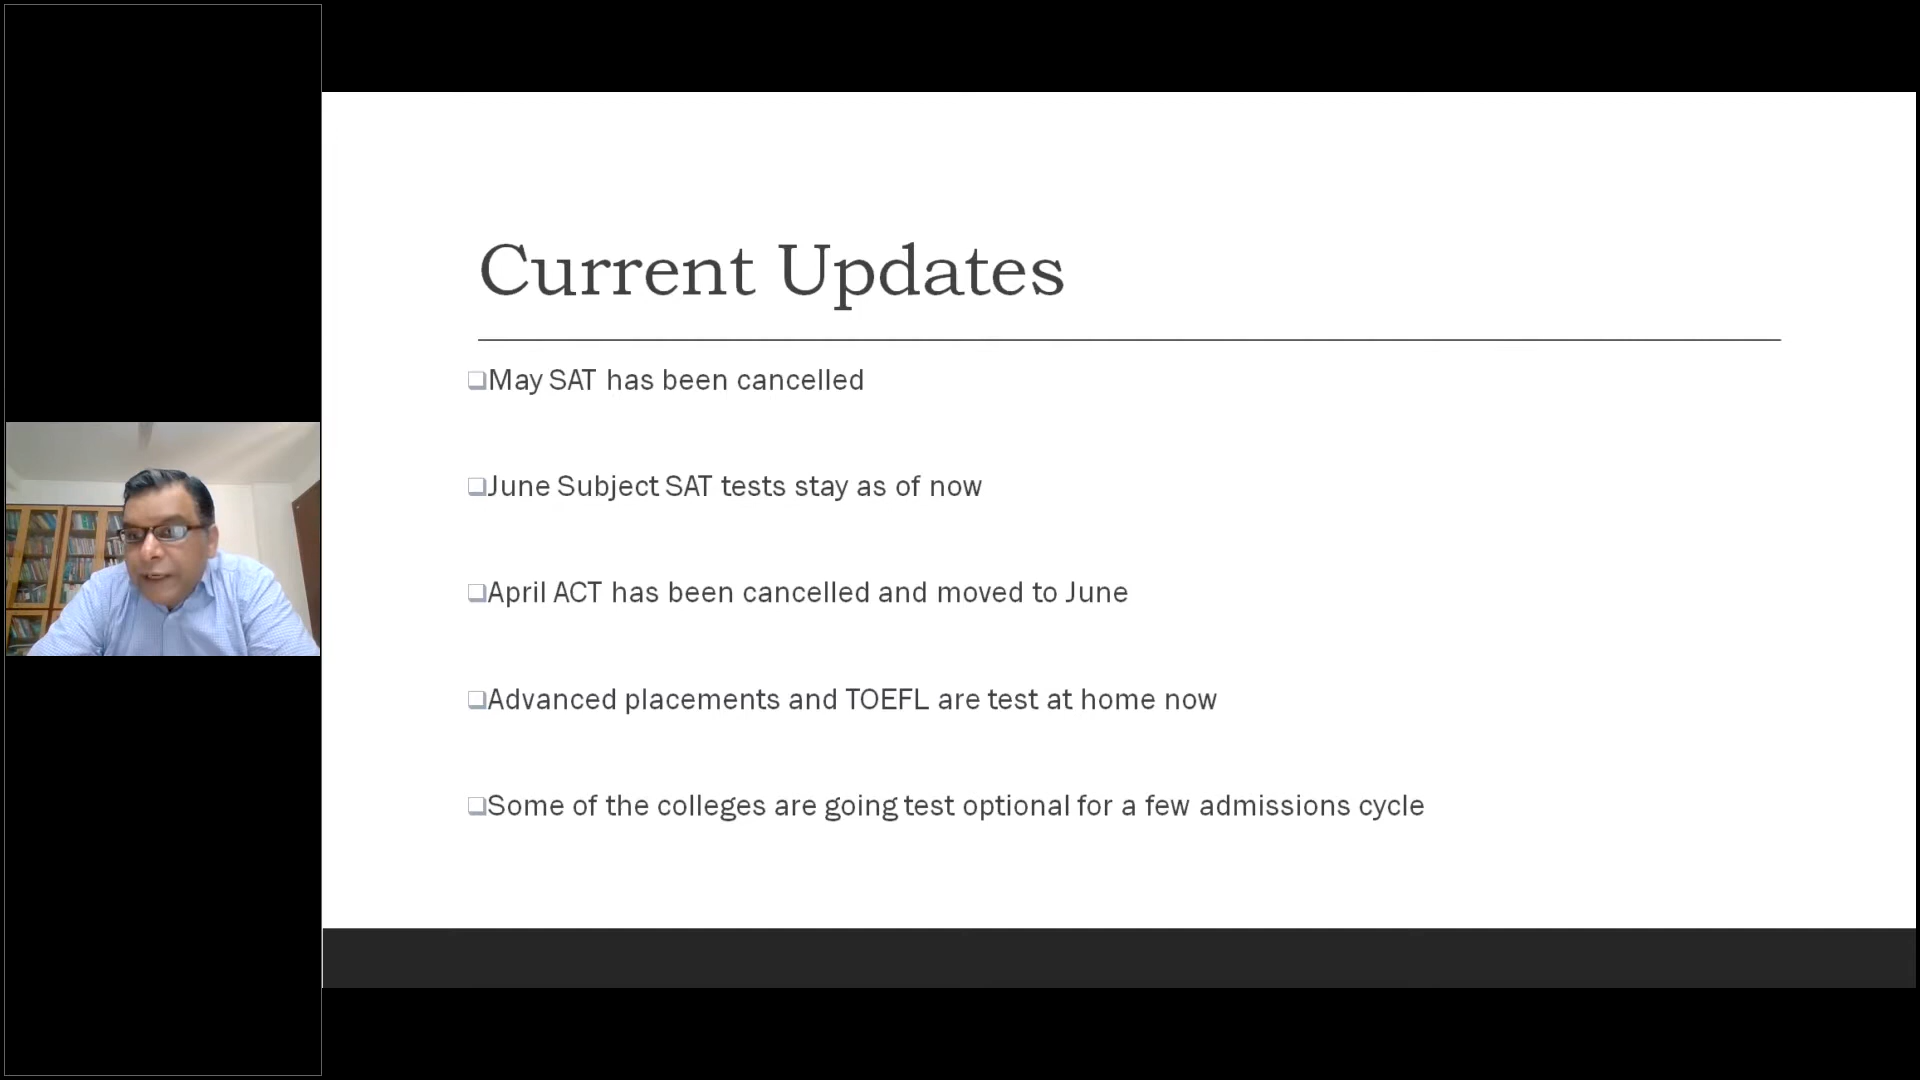 Current Updates
May SAT has been cancelled
June Subject SAT tests stay as of now
April ACT has been cancelled and moved to June
Advanced placements and TOEFL are test at home now
Some of the colleges are going test optional for a few admissions cycle